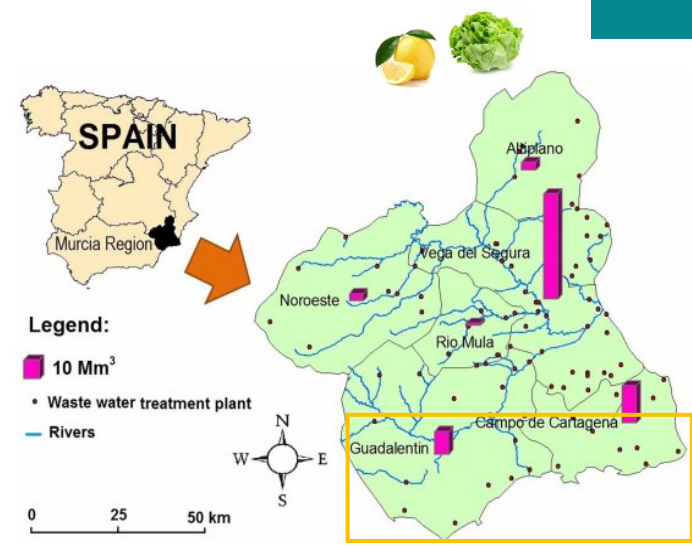 SPAIN
Murcia Region
Altiplano
Vega del Segura
Noroeste
Rio Mula
Legend:
10 Mm³
Waste water treatment plant
Rivers
Campo de Cartagena
Guadalentin
N
W E
S
0 25 50 km